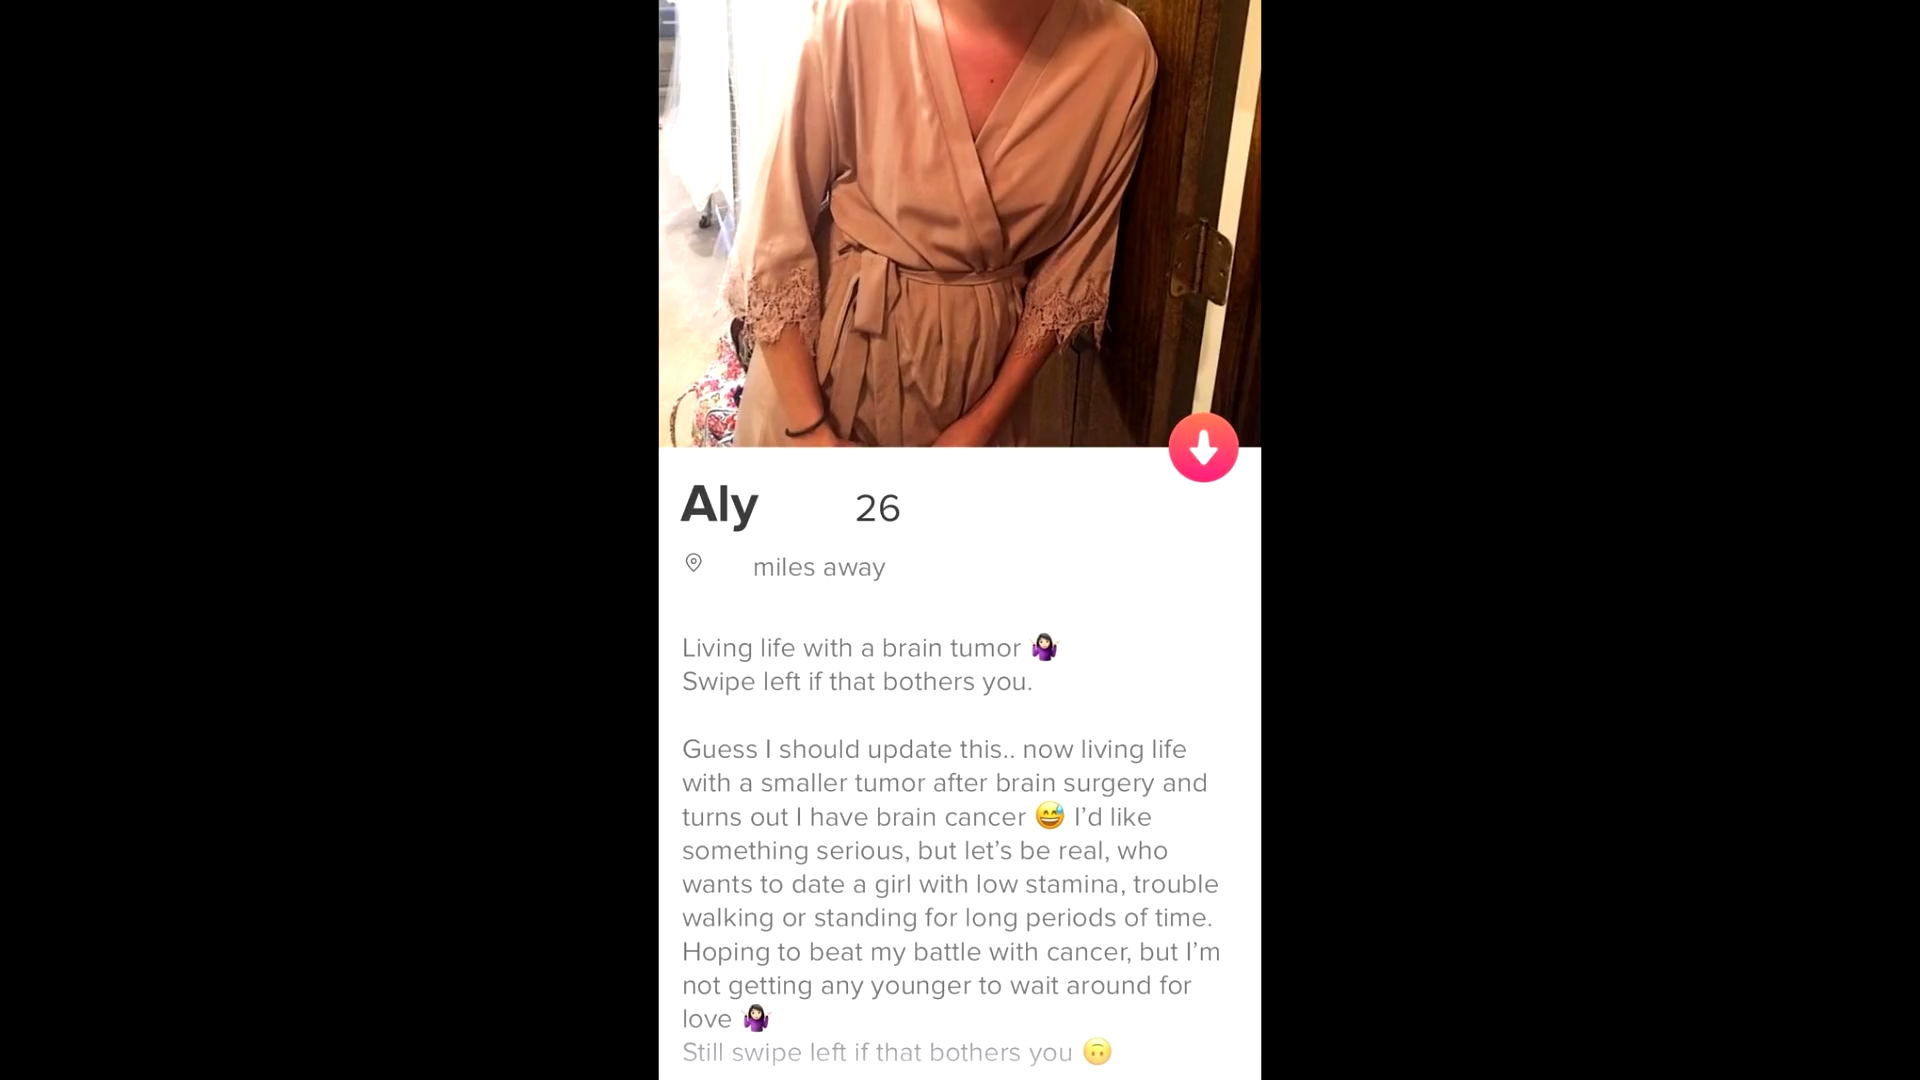 Aly 26
miles away
Living life with a brain tumor 🤷🏻‍♀️
Swipe left if that bothers you.
Guess I should update this.. now living life
with a smaller tumor after brain surgery and
turns out I have brain cancer 😅 I’d like
something serious, but let’s be real, who
wants to date a girl with low stamina, trouble
walking or standing for long periods of time.
Hoping to beat my battle with cancer, but I’m
not getting any younger to wait around for
love 🤷🏻‍♀️
Still swipe left if that bothers you 🙃